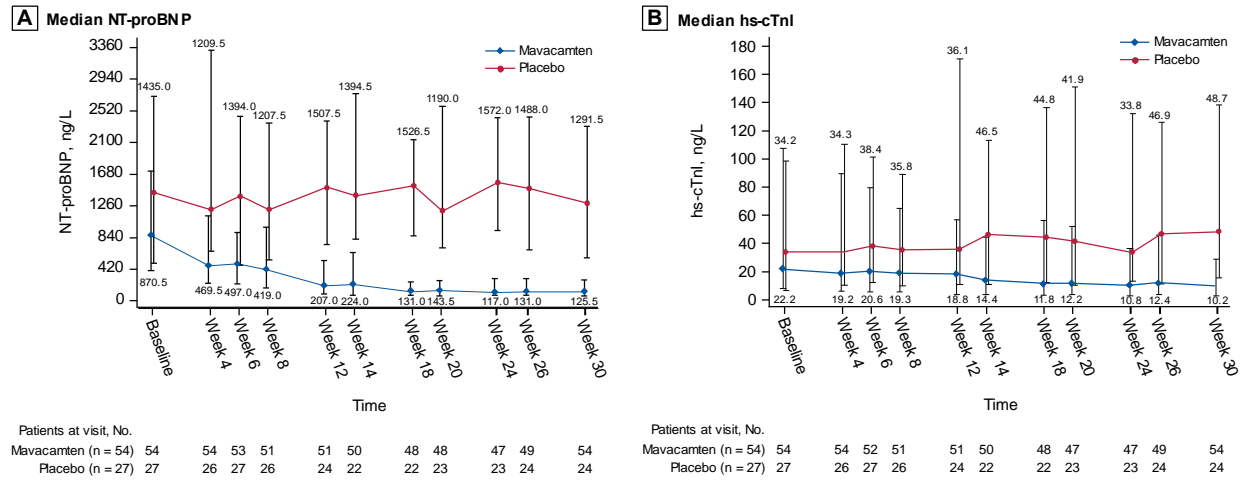 A Median NT-proBNP
Mavacamten
Placebo
NT-proBNP, ng/L
3360
2940
2520
2100
1680
1260
840
420
0
1435.0
1209.5
1394.0
1207.5
1507.5
1394.5
1526.5
1190.0
1572.0
1488.0
1291.5
870.5
469.5
497.0
419.0
207.0
224.0
131.0
143.5
117.0
131.0
125.5
Baseline
Week 4
Week 6
Week 8
Week 12
Week 14
Week 18
Week 20
Week 24
Week 26
Week 30
Time
Patients at visit, No.
Mavacamten (n = 54) 54 54 53 51 51 50 48 48 47 49 54
Placebo (n = 27) 27 26 27 26 24 22 22 23 23 24 24
B Median hs-cTnI
Mavacamten
Placebo
hs-cTnI, ng/L
180
160
140
120
100
80
60
40
20
0
34.2
34.3
38.4
35.8
36.1
46.5
44.8
41.9
33.8
46.9
48.7
22.2
19.2
20.6
19.3
18.8
14.4
11.8
12.2
10.8
12.4
10.2
Baseline
Week 4
Week 6
Week 8
Week 12
Week 14
Week 18
Week 20
Week 24
Week 26
Week 30
Time
Patients at visit, No.
Mavacamten (n = 54) 54 54 52 51 51 50 48 47 47 49 54
Placebo (n = 27) 27 26 27 26 24 22 22 23 23 24 24